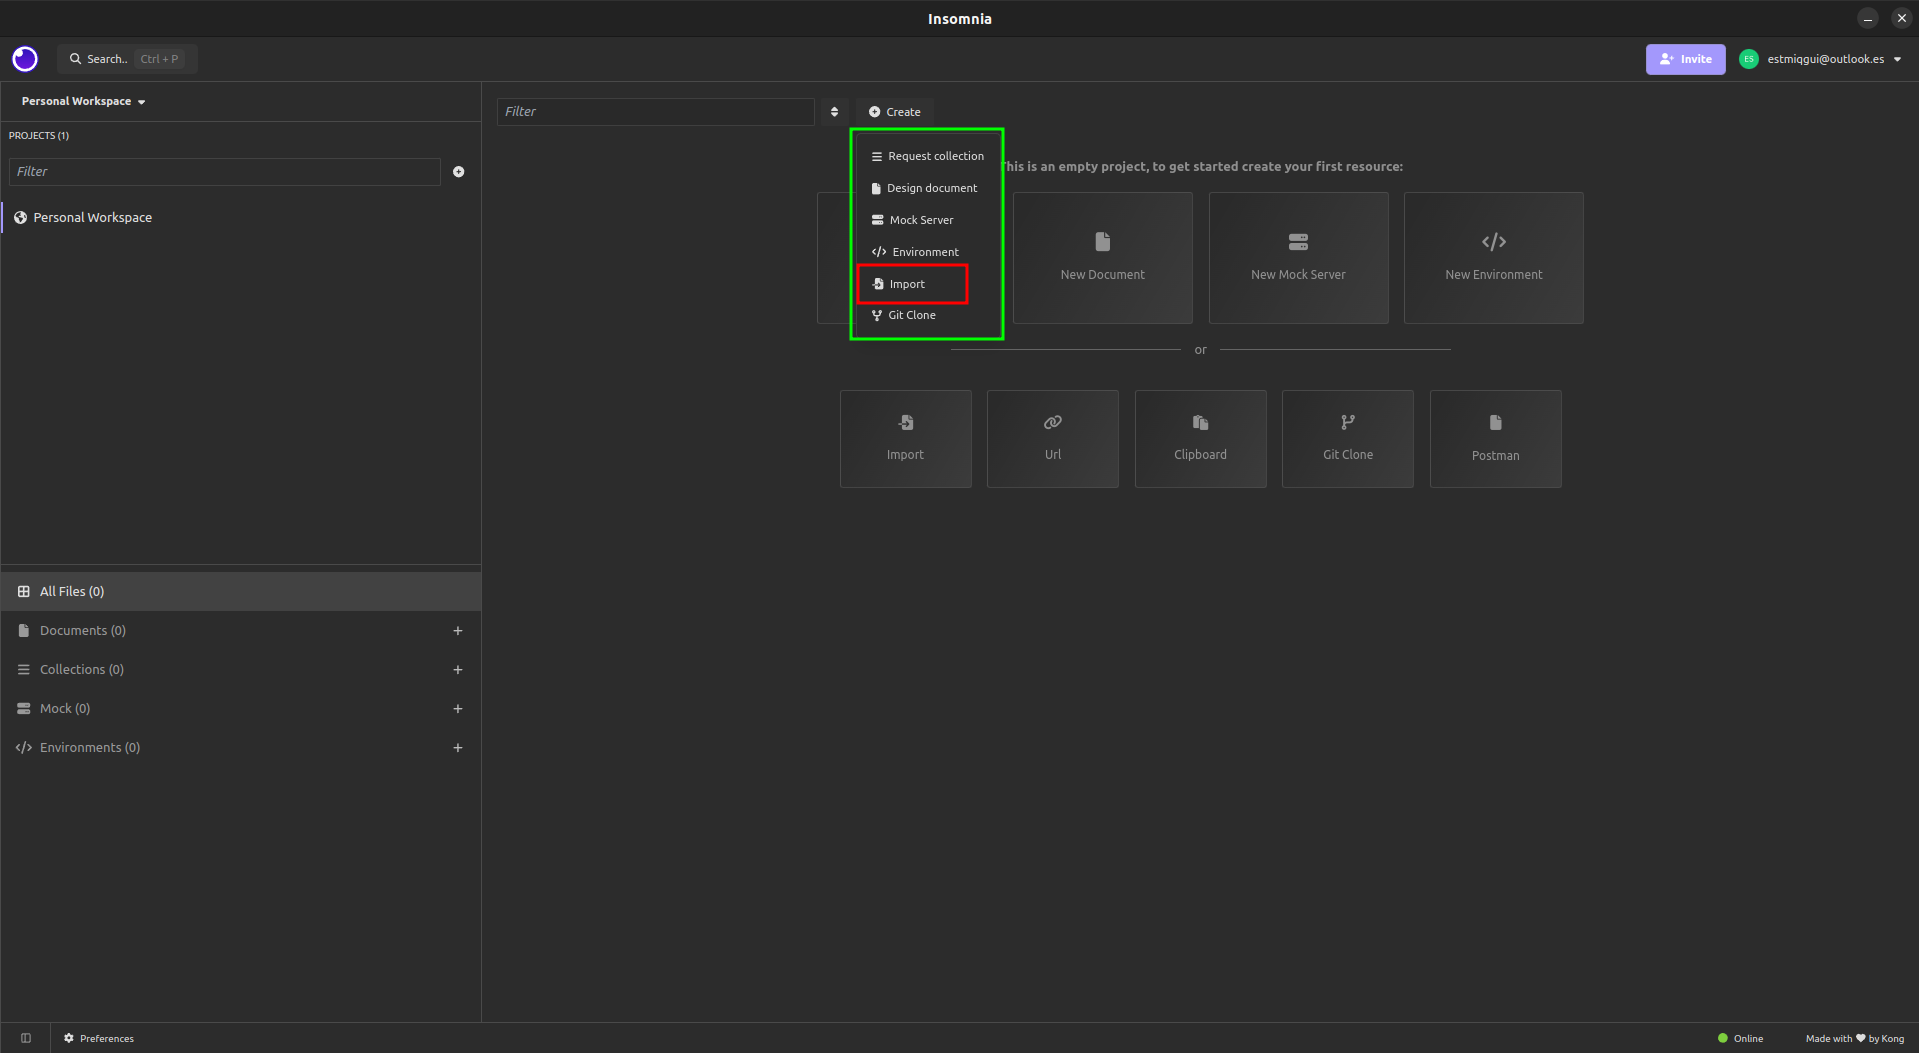 Insomnia
Search.. Ctrl + P
Invite
ES estmiqgui@outlook.es
Personal Workspace
PROJECTS (1)
Filter
Personal Workspace
All Files (0)
Documents (0) +
Collections (0) +
Mock (0) +
Environments (0) +
Filter
Create
Request collection
Design document
Mock Server
Environment
Import
Git Clone
his is an empty project, to get started create your first resource:
New Document
New Mock Server
New Environment
or
Import
Url
Clipboard
Git Clone
Postman
Preferences
Online
Made with ♥ by Kong